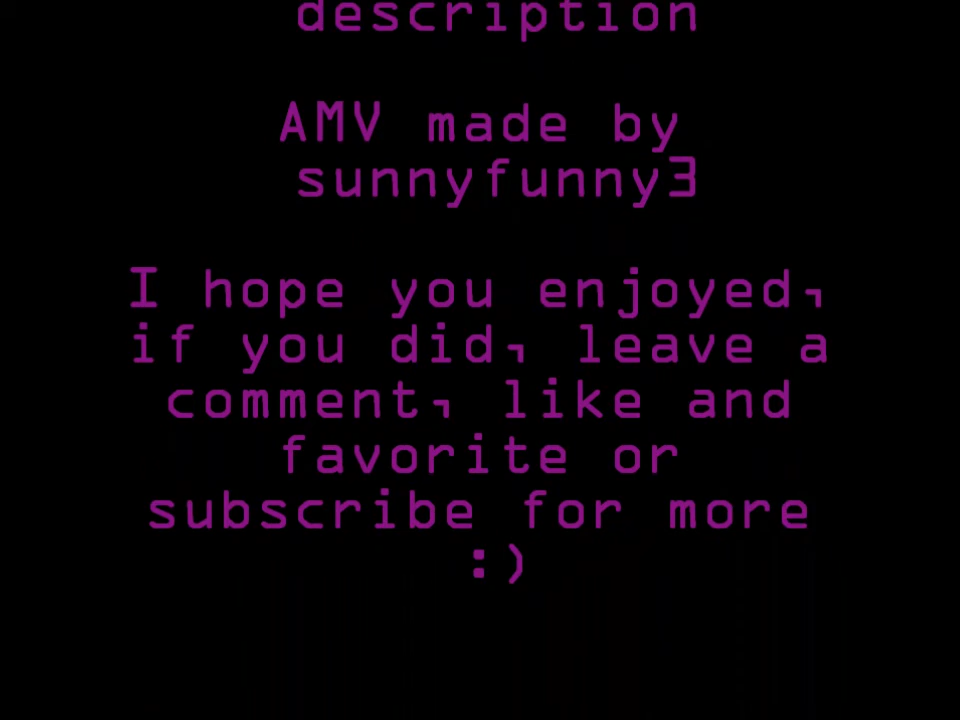 description
AMV made by
sunnyfunny3
I hope you enjoyed,
if you did, leave a
comment, like and
favorite or
subscribe for more
:)